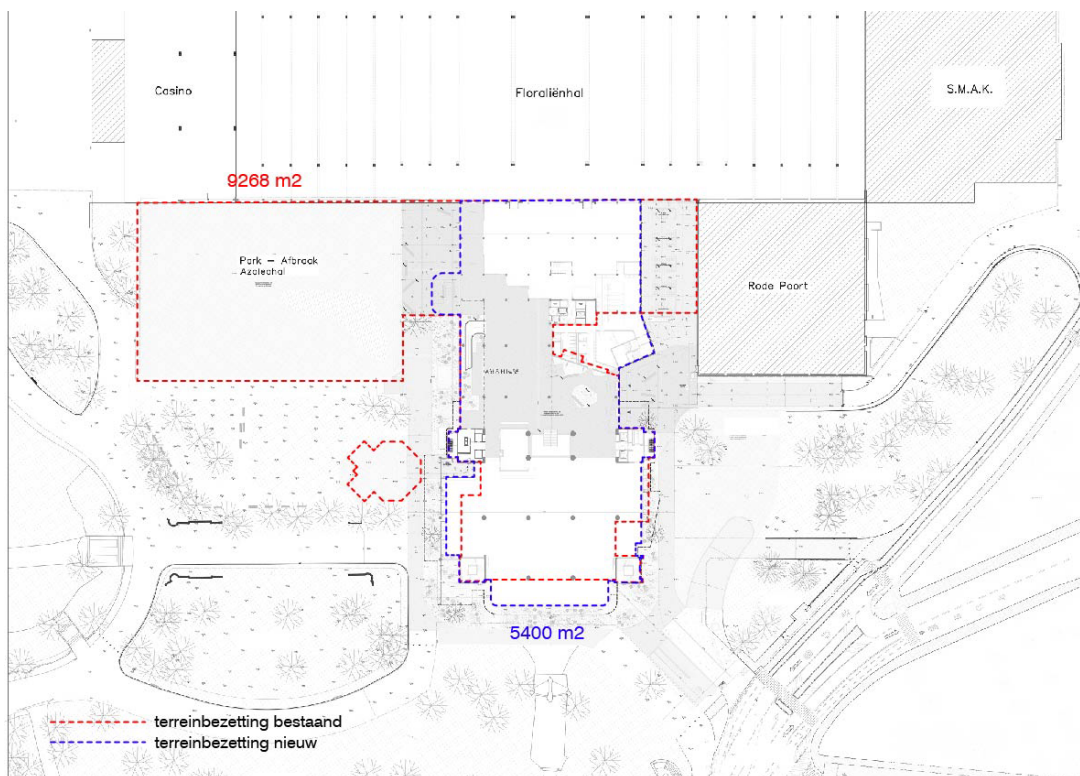 Casino
Floraliënhal
S.M.A.K.
9268 m2
Park – Afbraak
Azaleahal
Rode Poort
5400 m2
terreinbezetting bestaand
terreinbezetting nieuw